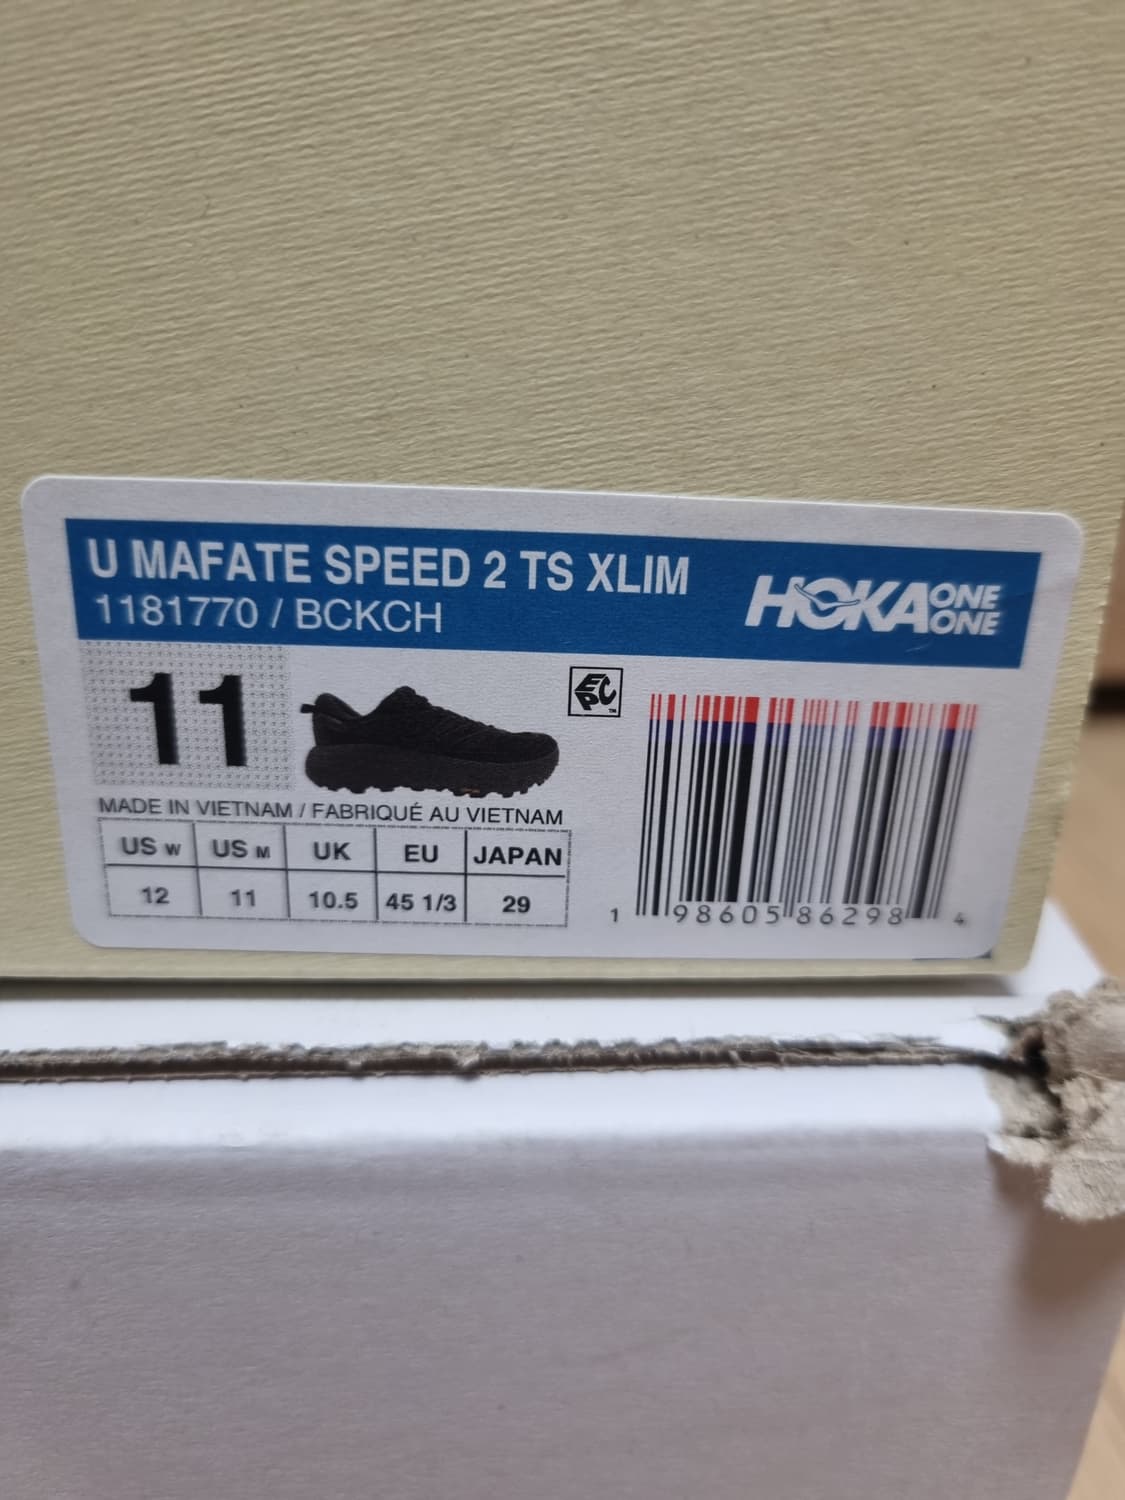 U MAFATE SPEED 2 TS XLIM
1181770 / BCKCH
HOKA ONE ONE
11
EPC™
MADE IN VIETNAM / FABRIQUÉ AU VIETNAM
US W US M UK EU JAPAN
12 11 10.5 45 1/3 29
1 98605 86298 4